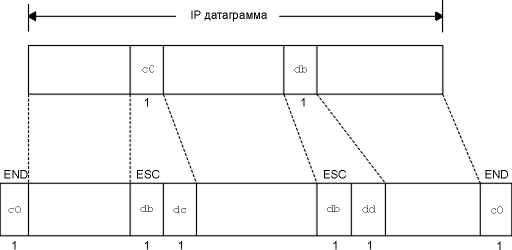 IP датаграмма
c0 db
1 1
END ESC ESC END
c0 db dc db dd c0
1 1 1 1 1 1